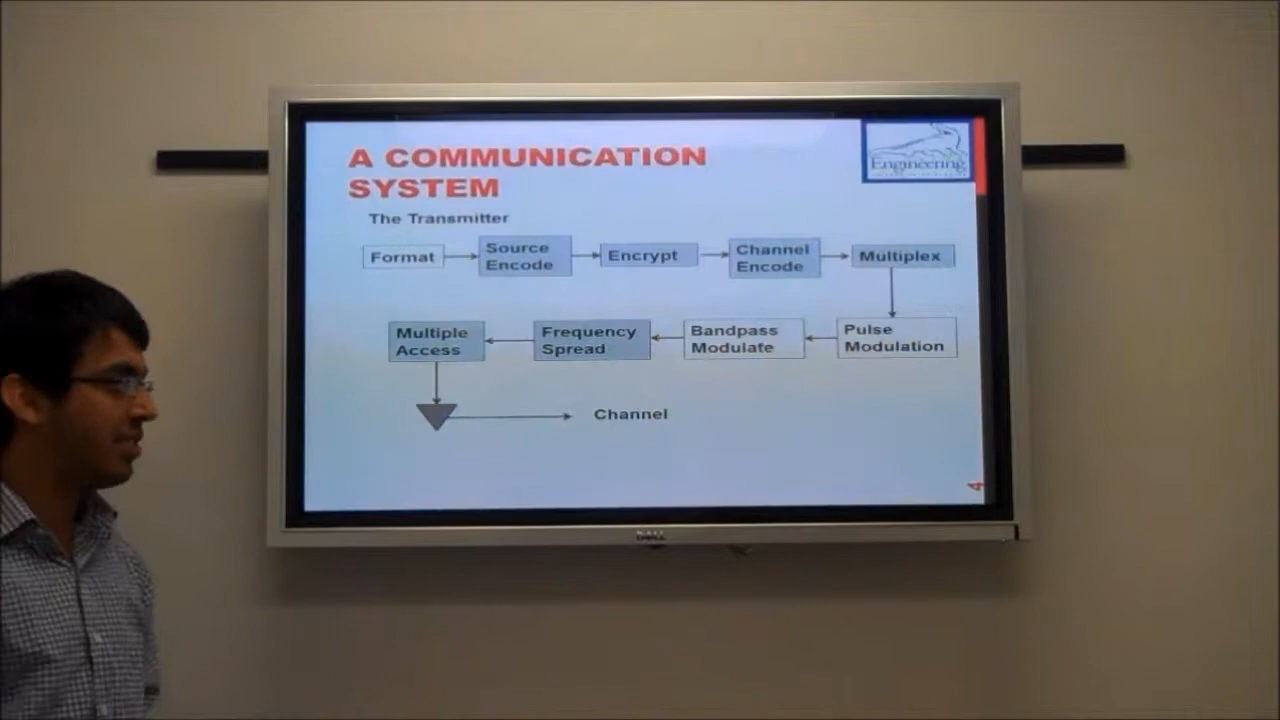 A COMMUNICATION
SYSTEM
Engineering
The Transmitter
Format
Source
Encode
Encrypt
Channel
Encode
Multiplex
Multiple
Access
Frequency
Spread
Bandpass
Modulate
Pulse
Modulation
Channel
4
DELL